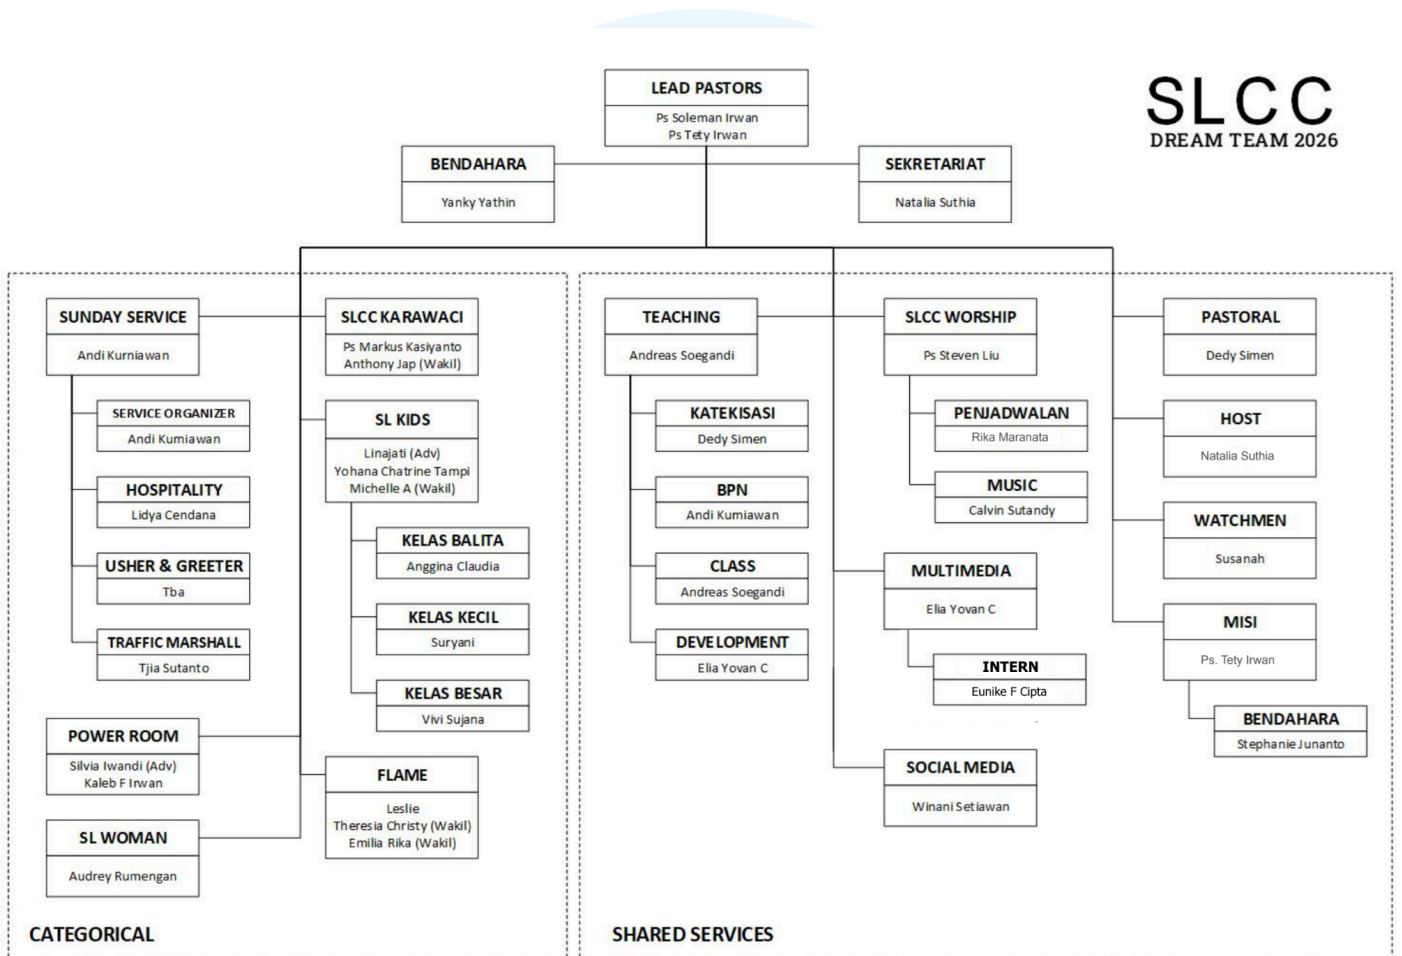 SLCC
DREAM TEAM 2026
LEAD PASTORS
Ps Soleman Irwan
Ps Tety Irwan
BENDAHARA
Yanky Yathin
SEKRETARIAT
Natalia Suthia
SUNDAY SERVICE
Andi Kurniawan
SERVICE ORGANIZER
Andi Kurniawan
HOSPITALITY
Lidya Cendana
USHER & GREETER
Tba
TRAFFIC MARSHALL
Tjia Sutanto
POWER ROOM
Silvia Iwandi (Adv)
Kaleb F Irwan
SL WOMAN
Audrey Rumengan
SLCC KARAWACI
Ps Markus Kasiyanto
Anthony Jap (Wakil)
SL KIDS
Linajati (Adv)
Yohana Chatrine Tampi
Michelle A (Wakil)
KELAS BALITA
Anggina Claudia
KELAS KECIL
Suryani
KELAS BESAR
Vivi Sujana
FLAME
Leslie
Theresia Christy (Wakil)
Emilia Rika (Wakil)
CATEGORICAL
TEACHING
Andreas Soegandi
KATEKISASI
Dedy Simen
BPN
Andi Kurniawan
CLASS
Andreas Soegandi
DEVELOPMENT
Elia Yovan C
SLCC WORSHIP
Ps Steven Liu
PENJADWALAN
Rika Maranata
MUSIC
Calvin Sutandy
MULTIMEDIA
Elia Yovan C
INTERN
Eunike F Cipta
SOCIAL MEDIA
Winani Setiawan
PASTORAL
Dedy Simen
HOST
Natalia Suthia
WATCHMEN
Susanah
MISI
Ps. Tety Irwan
BENDAHARA
Stephanie Junanto
SHARED SERVICES